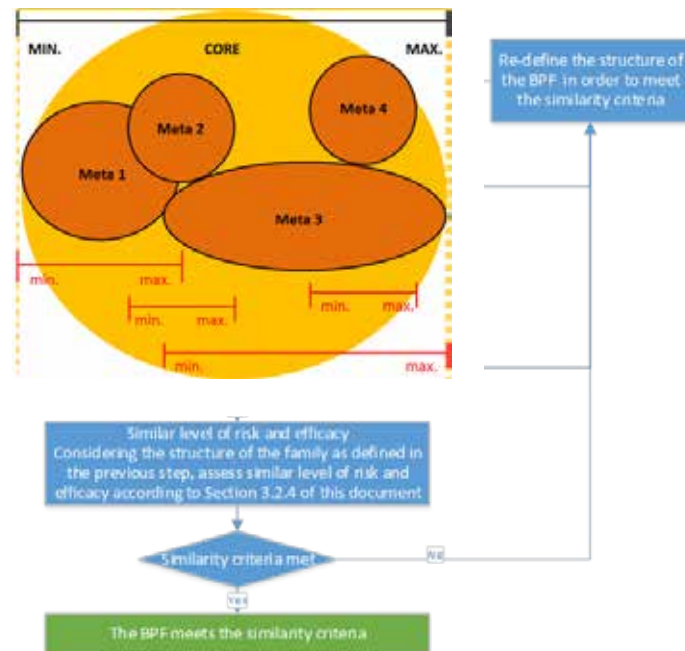 MIN. CORE MAX.
Meta 1
Meta 2
Meta 4
Meta 3
min. max.
min. max.
min. max.
min. max.
Re-define the structure of
the BPF in order to meet
the similarity criteria
Similar level of risk and efficacy
Considering the structure of the family as defined in
the previous step, assess similar level of risk and
efficacy according to Section 3.2.4 of this document
Similarity criteria met
No
Yes
The BPF meets the similarity criteria